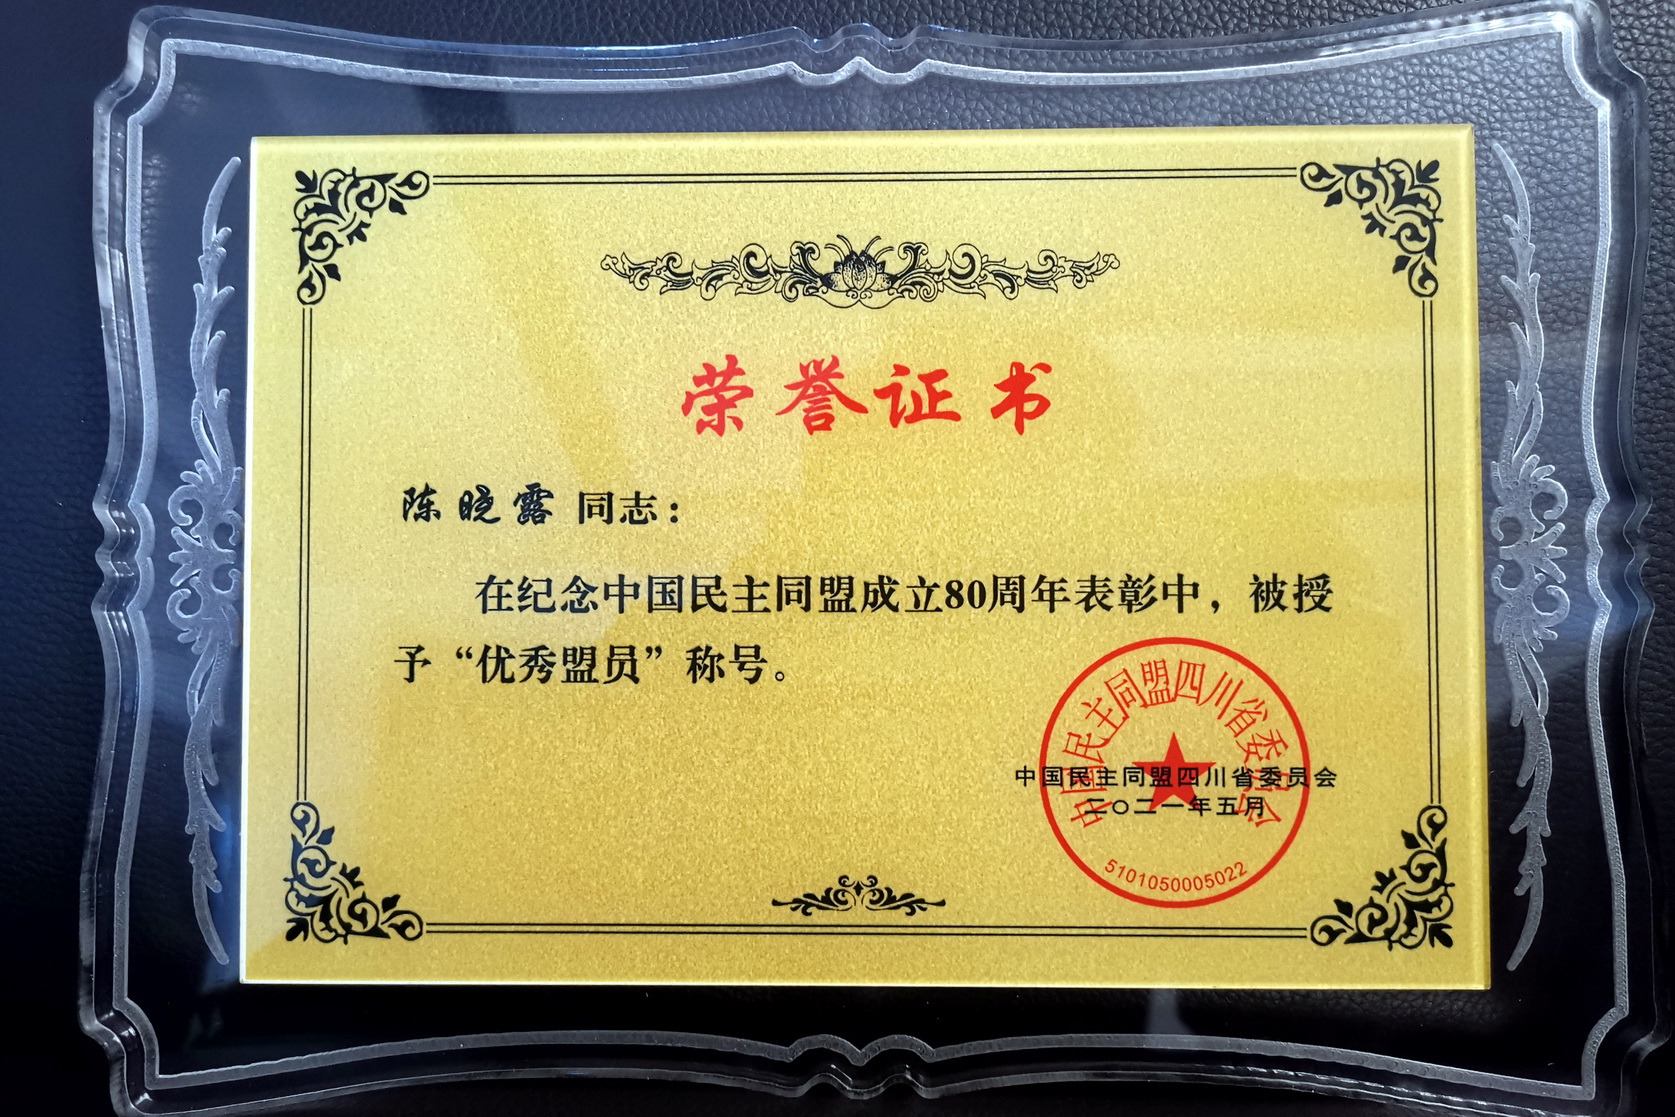 荣誉证书
陈晓露 同志：
在纪念中国民主同盟成立80周年表彰中，被授
予“优秀盟员”称号。
中国民主同盟四川省委员会
中国民主同盟四川省委员会
二〇二一年五月
5101050005022